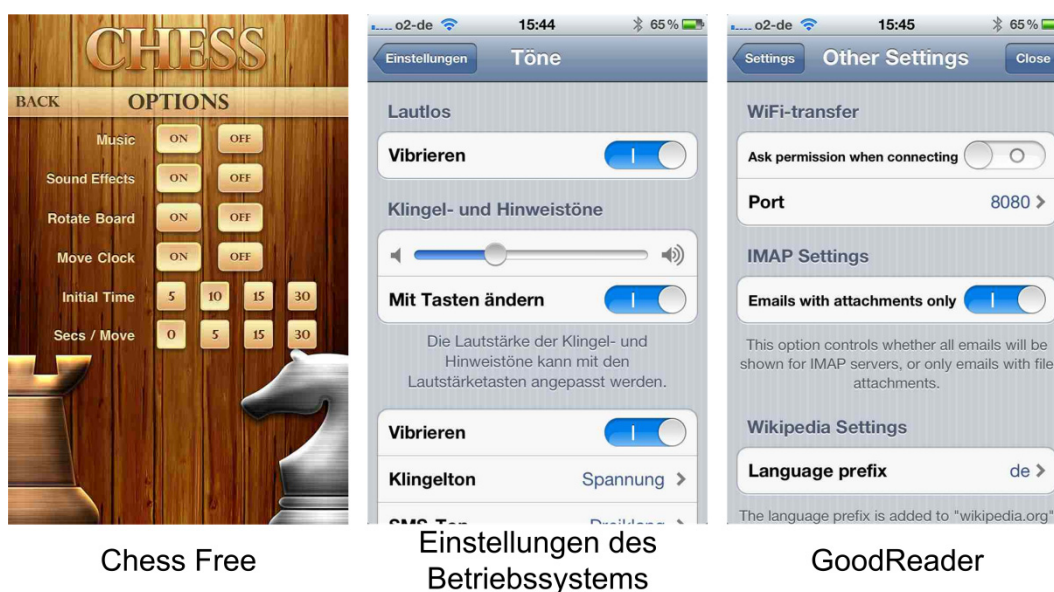 CHESS
BACK OPTIONS
Music ON OFF
Sound Effects ON OFF
Rotate Board ON OFF
Move Clock ON OFF
Initial Time 5 10 15 30
Secs / Move 0 5 15 30
Chess Free
o2-de 15:44 65 %
Einstellungen Töne
Lautlos
Vibrieren
Klingel- und Hinweistöne
Mit Tasten ändern
Die Lautstärke der Klingel- und
Hinweistöne kann mit den
Lautstärketasten angepasst werden.
Vibrieren
Klingelton Spannung
Einstellungen des
Betriebssystems
o2-de 15:45 65 %
Settings Other Settings Close
WiFi-transfer
Ask permission when connecting
Port 8080
IMAP Settings
Emails with attachments only
This option controls whether all emails will be
shown for IMAP servers, or only emails with file
attachments.
Wikipedia Settings
Language prefix de
The language prefix is added to "wikipedia.org"
GoodReader